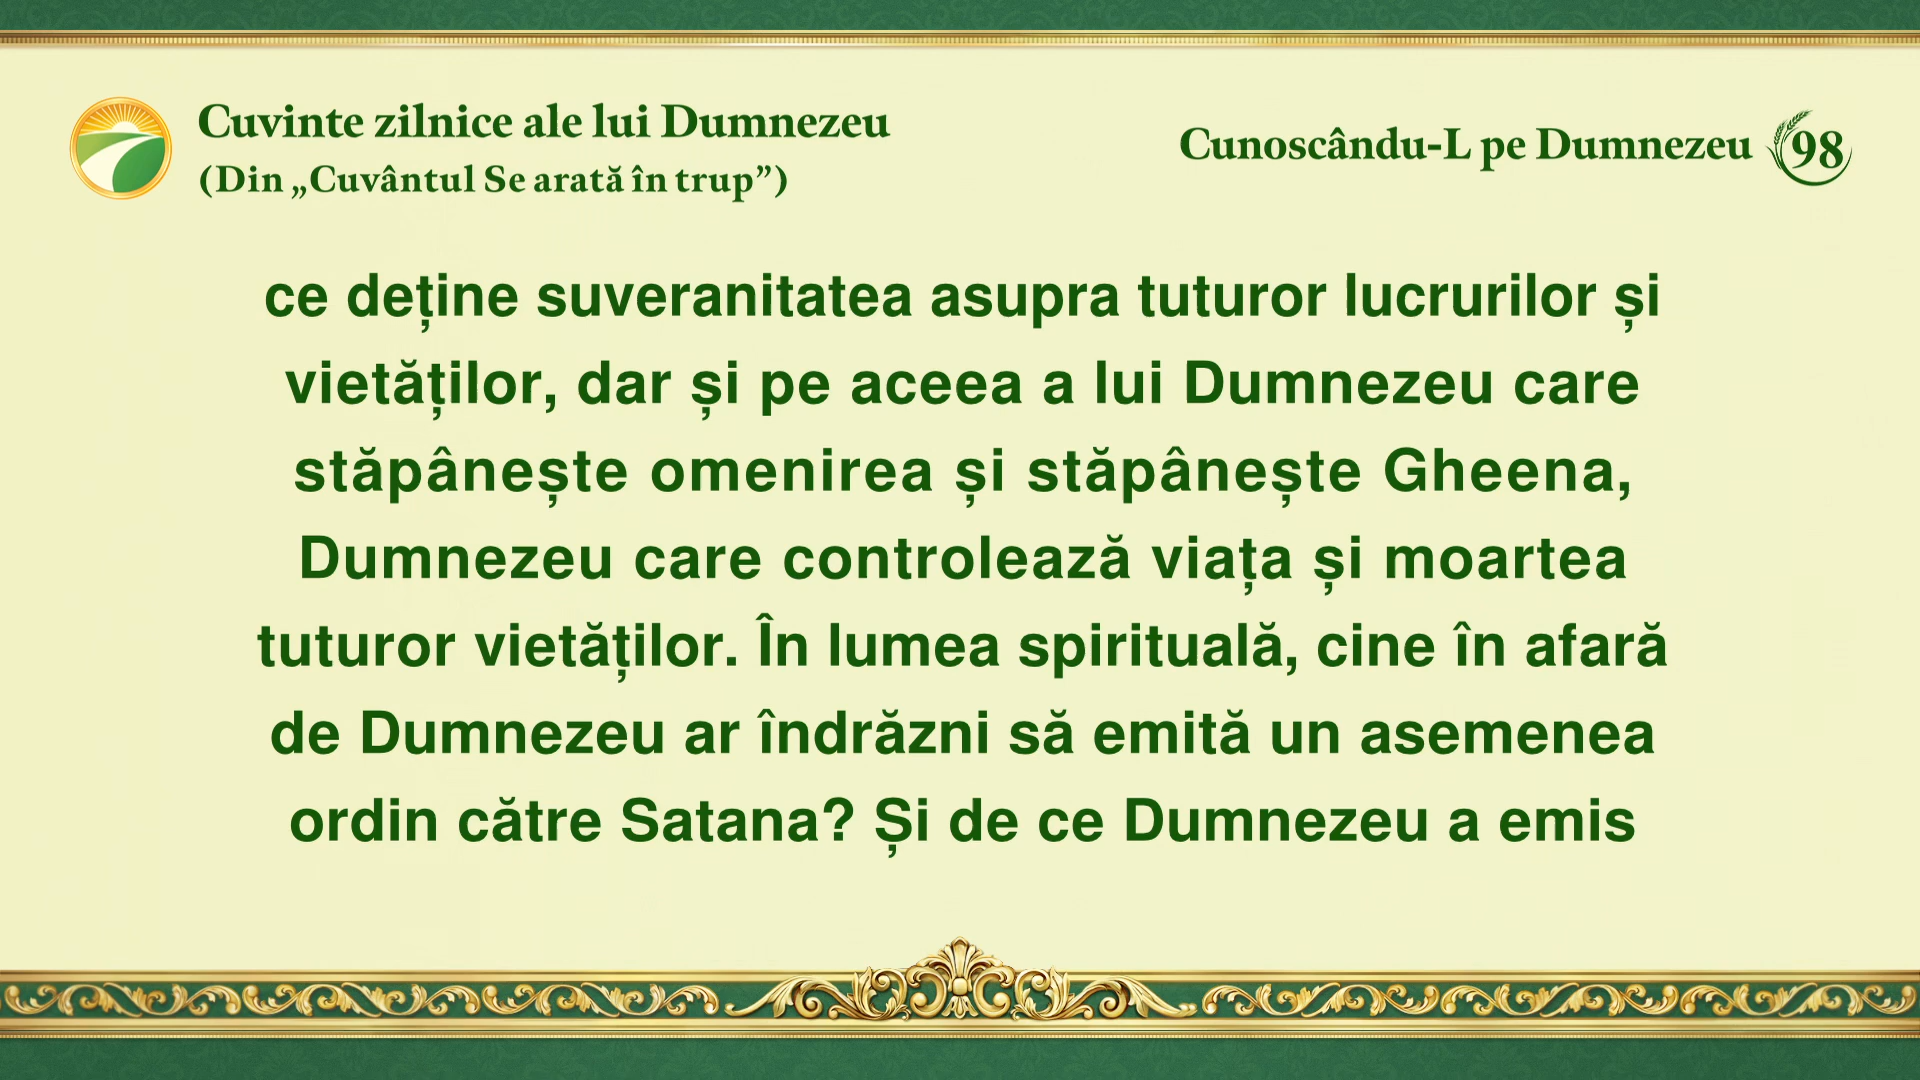 Cuvinte zilnice ale lui Dumnezeu
(Din „Cuvântul Se arată în trup”)
Cunoscându-L pe Dumnezeu 98
ce deține suveranitatea asupra tuturor lucrurilor și
vietăților, dar și pe aceea a lui Dumnezeu care
stăpânește omenirea și stăpânește Gheena,
Dumnezeu care controlează viața și moartea
tuturor vietăților. În lumea spirituală, cine în afară
de Dumnezeu ar îndrăzni să emită un asemenea
ordin către Satana? Și de ce Dumnezeu a emis